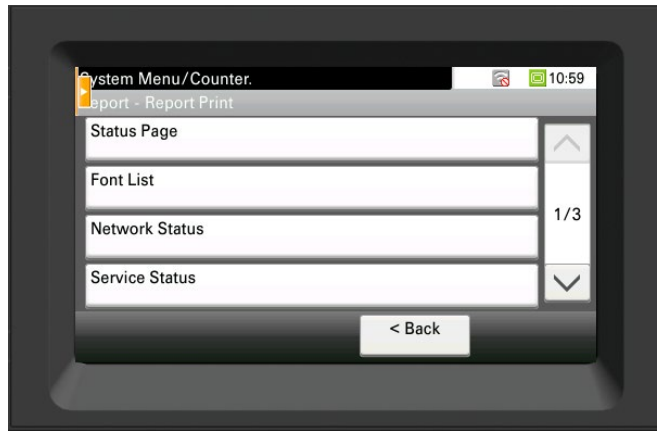 ystem Menu/Counter.
10:59
eport - Report Print
Status Page
Font List
1/3
Network Status
Service Status
< Back